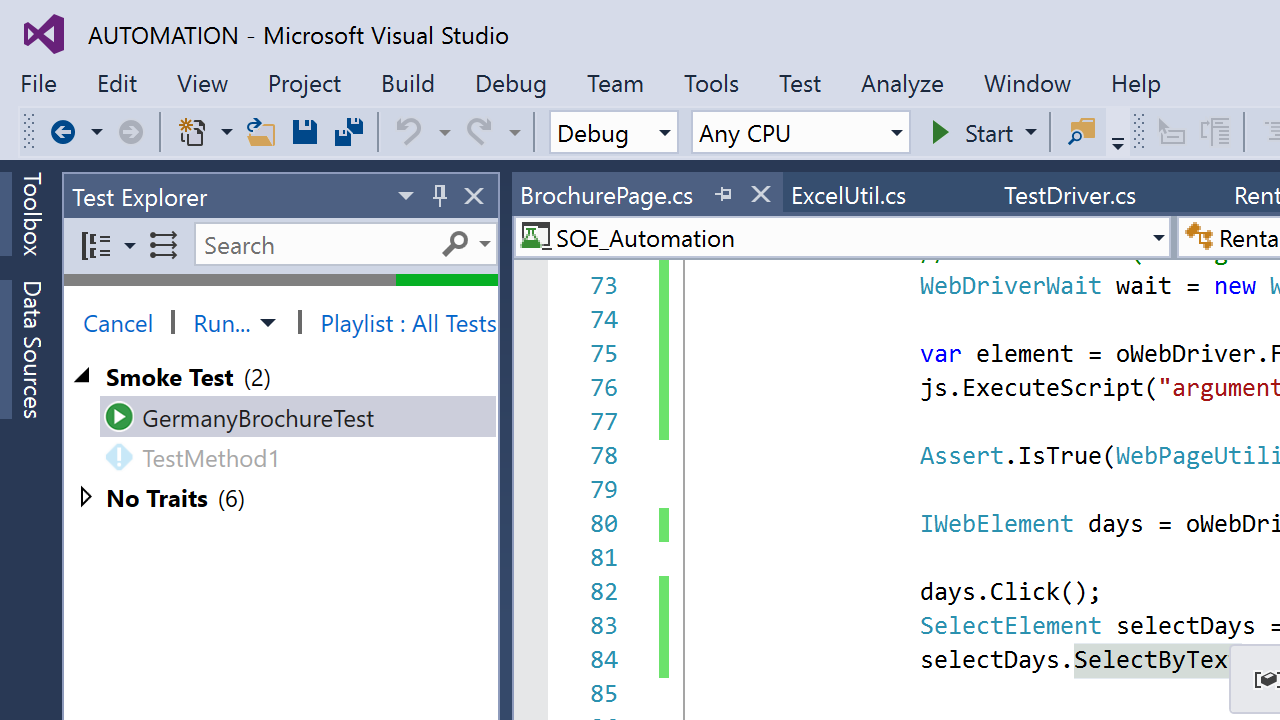 AUTOMATION - Microsoft Visual Studio
File Edit View Project Build Debug Team Tools Test Analyze Window Help
Debug Any CPU Start
Toolbox
Data Sources
Test Explorer
Search
Cancel | Run... | Playlist : All Tests
Smoke Test (2)
GermanyBrochureTest
TestMethod1
No Traits (6)
BrochurePage.cs ExcelUtil.cs TestDriver.cs Rent
SOE_Automation Renta
73 WebDriverWait wait = new W
74
75 var element = oWebDriver.F
76 js.ExecuteScript("argument
77
78 Assert.IsTrue(WebPageUtili
79
80 IWebElement days = oWebDri
81
82 days.Click();
83 SelectElement selectDays =
84 selectDays.SelectByTex
85